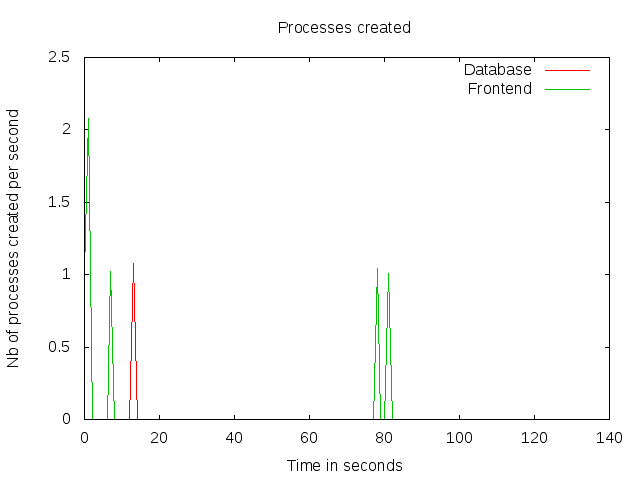 Processes created
2.5
2
1.5
1
0.5
0
Nb of processes created per second
Database
Frontend
0 20 40 60 80 100 120 140
Time in seconds